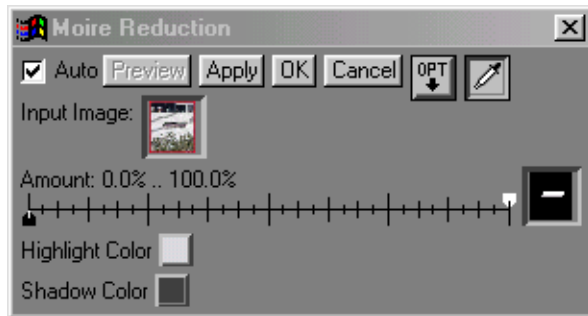 Moire Reduction
Auto Preview Apply OK Cancel OPT
Input Image:
Amount: 0.0% .. 100.0%
Highlight Color
Shadow Color